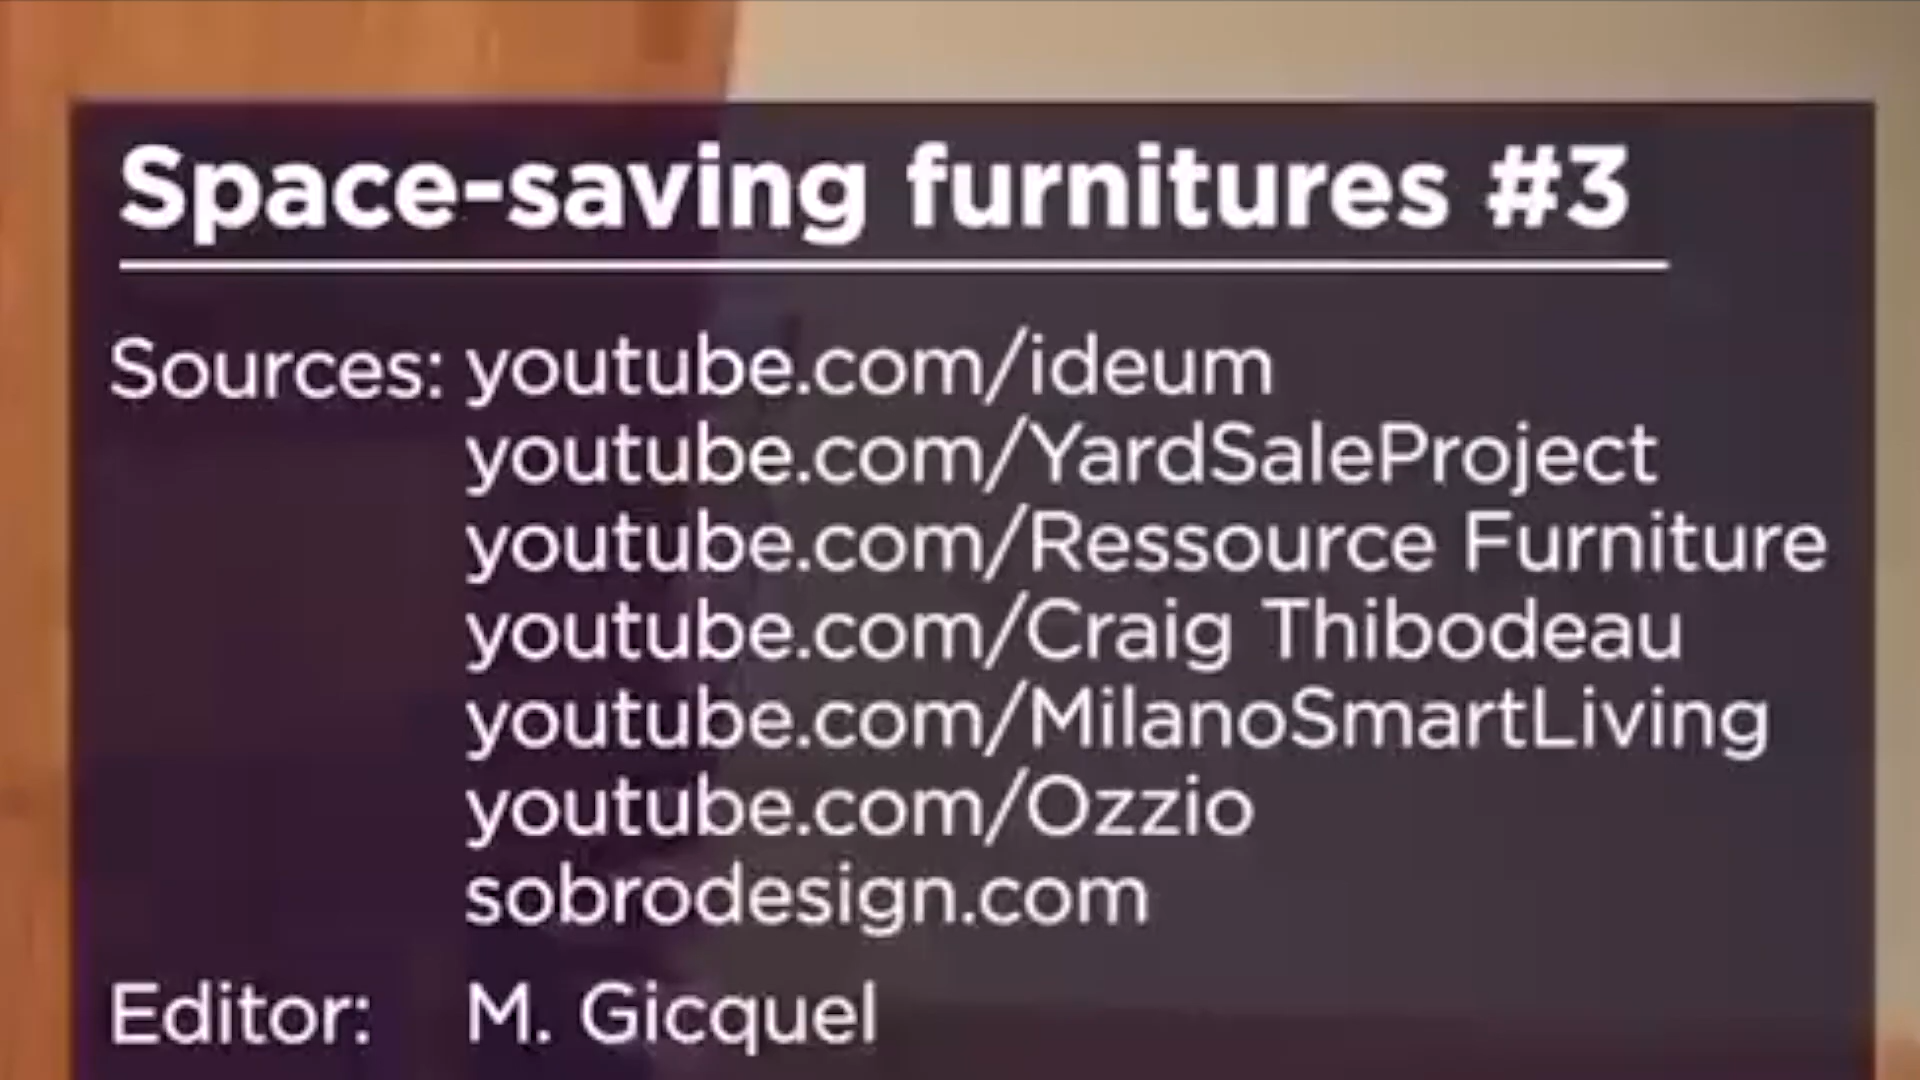 Space-saving furnitures #3
Sources: youtube.com/ideum
youtube.com/YardSaleProject
youtube.com/Ressource Furniture
youtube.com/Craig Thibodeau
youtube.com/MilanoSmartLiving
youtube.com/Ozzio
sobrodesign.com
Editor: M. Gicquel